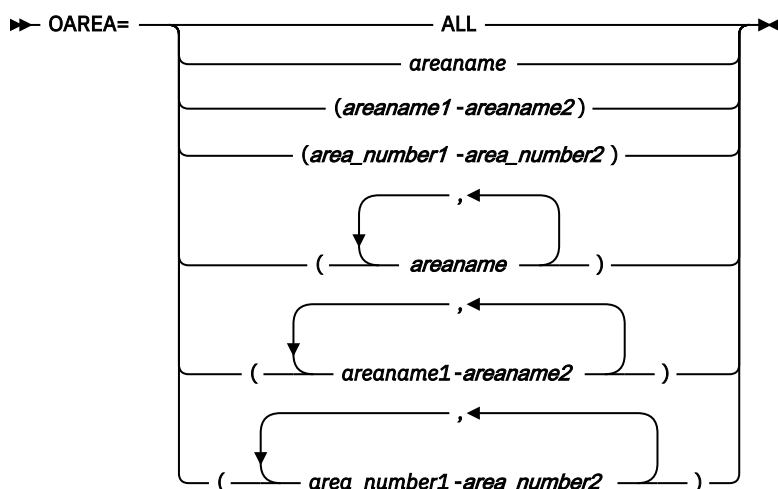 OAREA= ALL
areaname
(areaname1-areaname2)
(area_number1-area_number2)
,
( areaname )
,
( areaname1-areaname2 )
,
( area_number1-area_number2 )